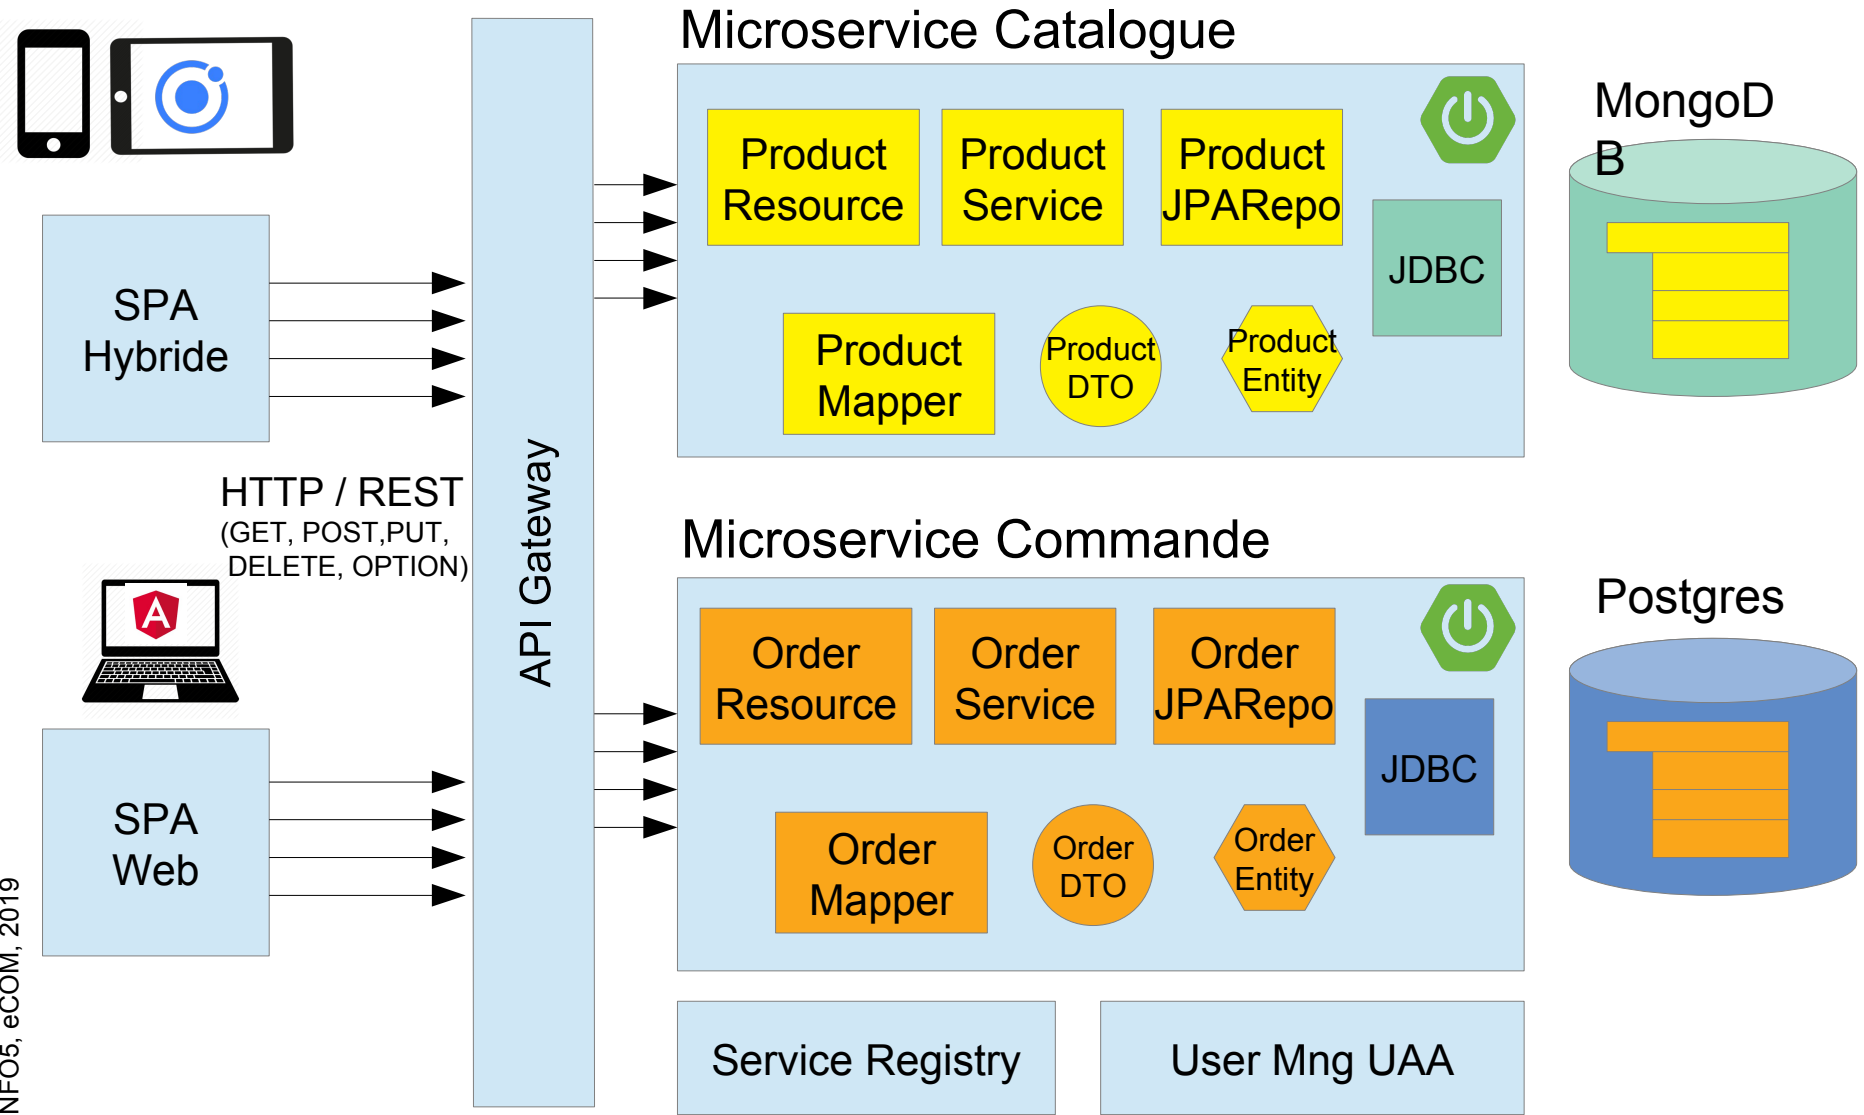 Microservice Catalogue
MongoD
B
Product
Resource
Product
Service
Product
JPARepo
JDBC
Product
Mapper
Product
DTO
Product
Entity
SPA
Hybride
HTTP / REST
(GET, POST,PUT,
DELETE, OPTION)
API Gateway
Microservice Commande
Postgres
A
Order
Resource
Order
Service
Order
JPARepo
JDBC
Order
Mapper
Order
DTO
Order
Entity
SPA
Web
Service Registry
User Mng UAA
NFO5, eCOM, 2019